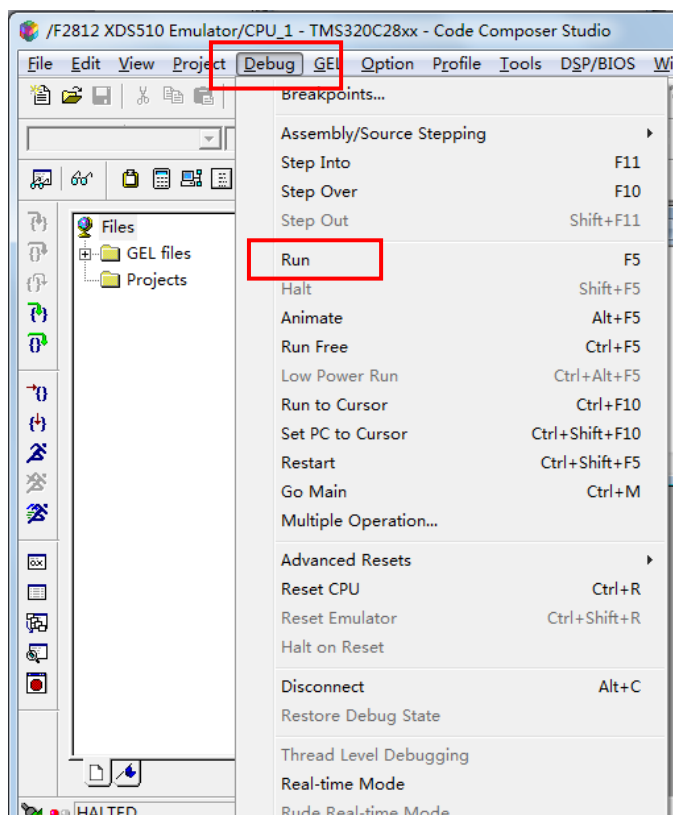 /F2812 XDS510 Emulator/CPU_1 - TMS320C28xx - Code Composer Studio
File Edit View Project Debug GEL Option Profile Tools DSP/BIOS Wi
Breakpoints...
Assembly/Source Stepping
Step Into F11
Step Over F10
Step Out Shift+F11
Files
GEL files
Projects
Run F5
Halt Shift+F5
Animate Alt+F5
Run Free Ctrl+F5
Low Power Run Ctrl+Alt+F5
Run to Cursor Ctrl+F10
Set PC to Cursor Ctrl+Shift+F10
Restart Ctrl+Shift+F5
Go Main Ctrl+M
Multiple Operation...
Advanced Resets
Reset CPU Ctrl+R
Reset Emulator Ctrl+Shift+R
Halt on Reset
Disconnect Alt+C
Restore Debug State
Thread Level Debugging
Real-time Mode
Rude Real-time Mode
HALTED